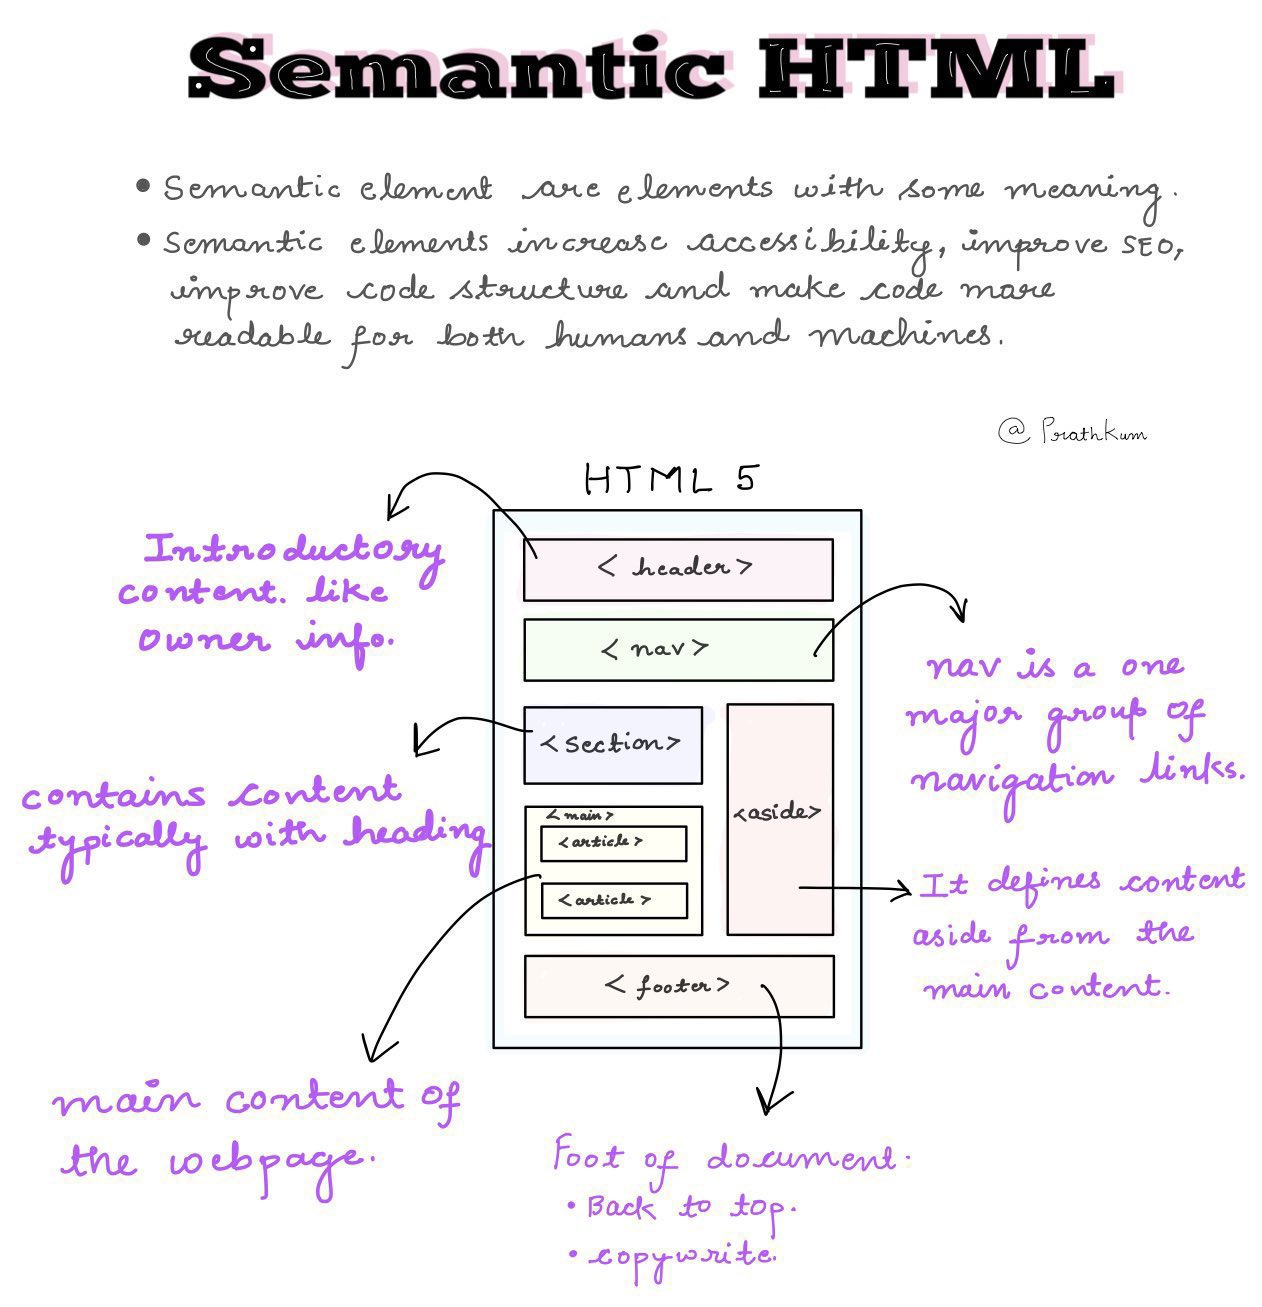 Semantic HTML
• Semantic element are elements with some meaning.
• Semantic elements increase accessibility, improve SEO,
improve code structure and make code more
readable for both humans and machines.
@ Prathkum
HTML 5
Introductory
content. like
owner info.
< header >
< nav >
nav is a one
major group of
navigation links.
< section >
contains content
typically with heading
< main >
< article >
< article >
<aside>
It defines content
aside from the
main content.
< footer >
main content of
the webpage.
Foot of document.
• Back to top.
• copywrite.